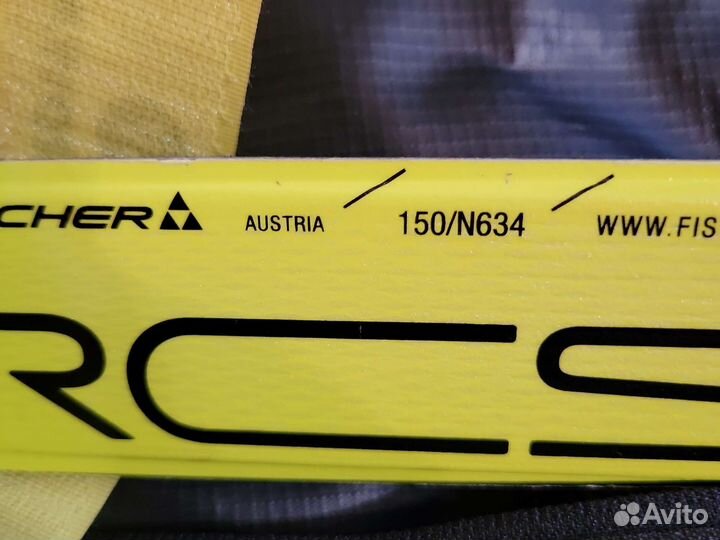 CHER AUSTRIA / 150/N634 / WWW.FIS
RCS
Avito